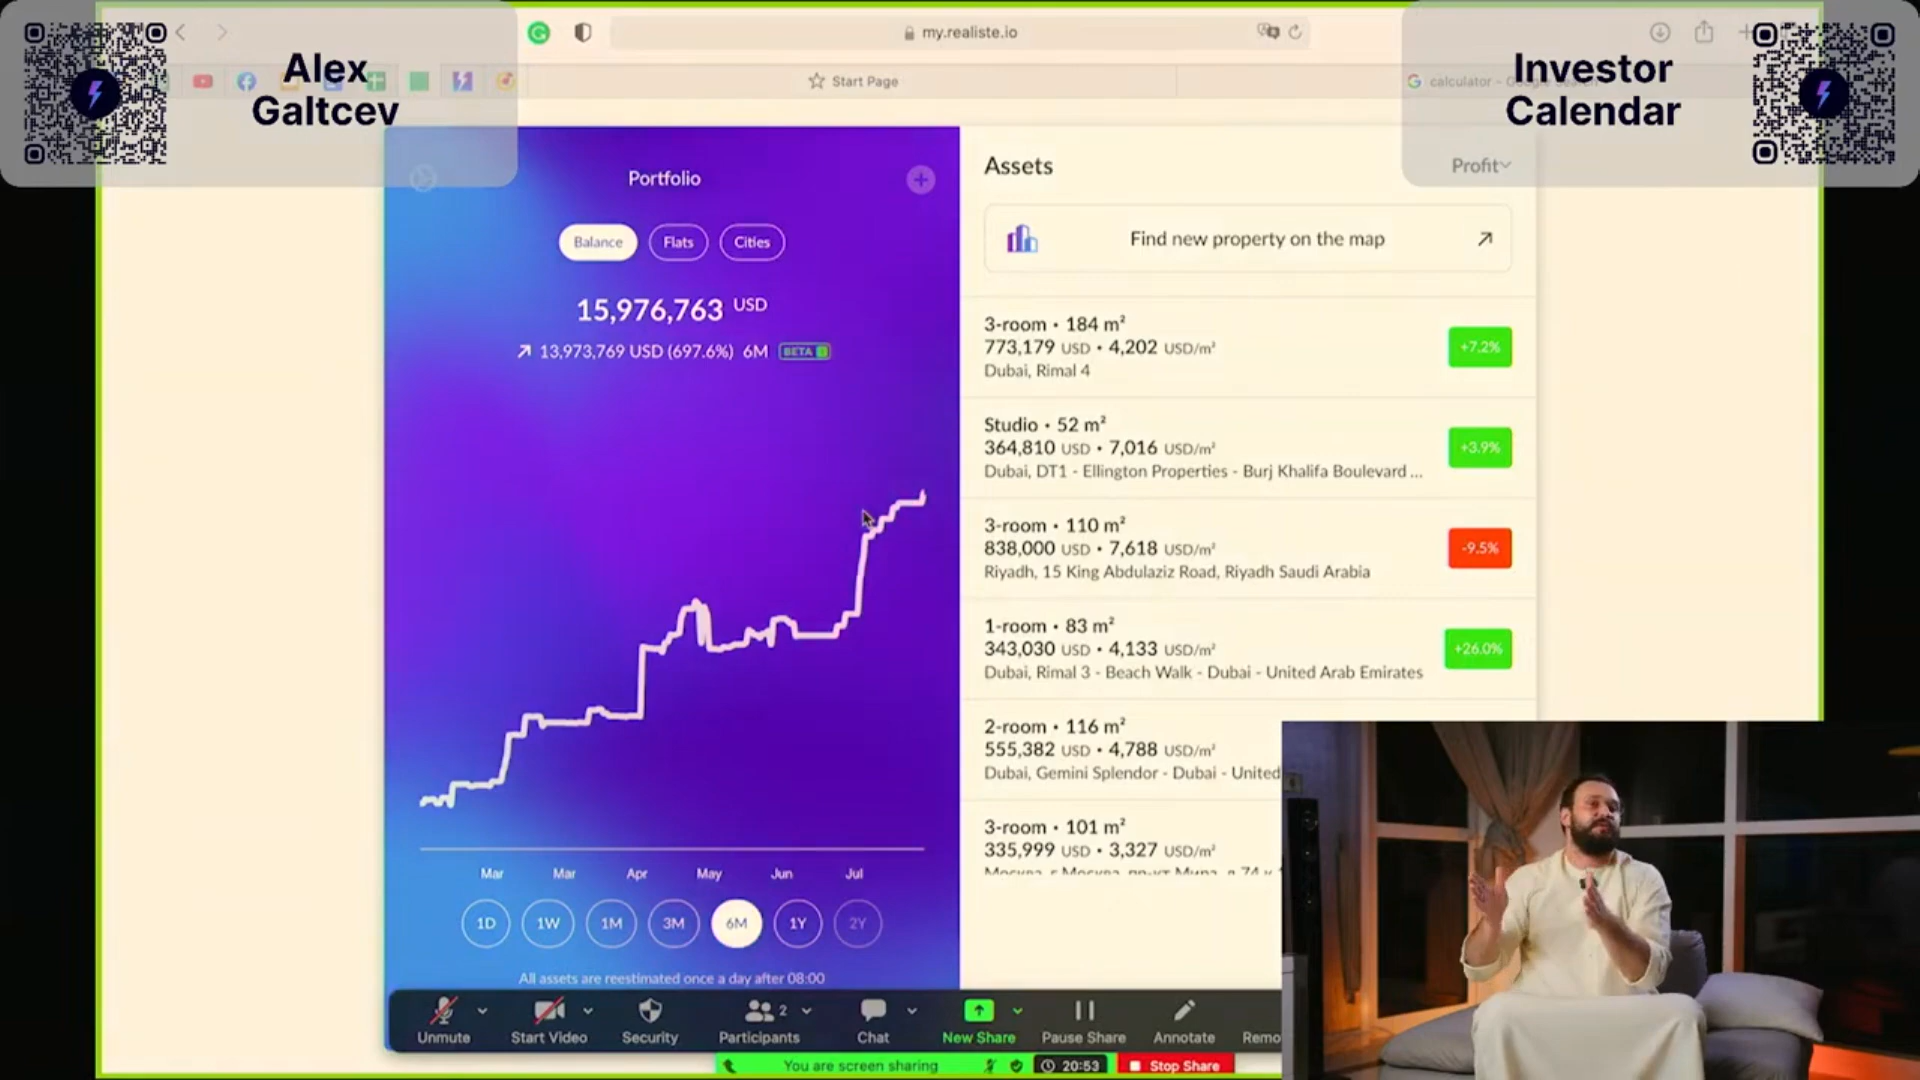 Alex
Galtcev
my.realiste.io
Start Page
calculator - Google Search
Investor
Calendar
Portfolio
Balance
Flats
Cities
15,976,763 USD
13,973,769 USD (697.6%) 6M BETA
Mar
Mar
Apr
May
Jun
Jul
1D
1W
1M
3M
6M
1Y
2Y
All assets are reestimated once a day after 08:00
Assets
Profit
Find new property on the map
3-room • 184 m²
773,179 USD • 4,202 USD/m²
Dubai, Rimal 4
+7.2%
Studio • 52 m²
364,810 USD • 7,016 USD/m²
Dubai, DT1 - Ellington Properties - Burj Khalifa Boulevard ...
+3.9%
3-room • 110 m²
838,000 USD • 7,618 USD/m²
Riyadh, 15 King Abdulaziz Road, Riyadh Saudi Arabia
-9.5%
1-room • 83 m²
343,030 USD • 4,133 USD/m²
Dubai, Rimal 3 - Beach Walk - Dubai - United Arab Emirates
+26.0%
2-room • 116 m²
555,382 USD • 4,788 USD/m²
Dubai, Gemini Splendor - Dubai - United
3-room • 101 m²
335,999 USD • 3,327 USD/m²
Unmute
Start Video
Security
2
Participants
Chat
New Share
Pause Share
Annotate
Remo
You are screen sharing
20:53
Stop Share